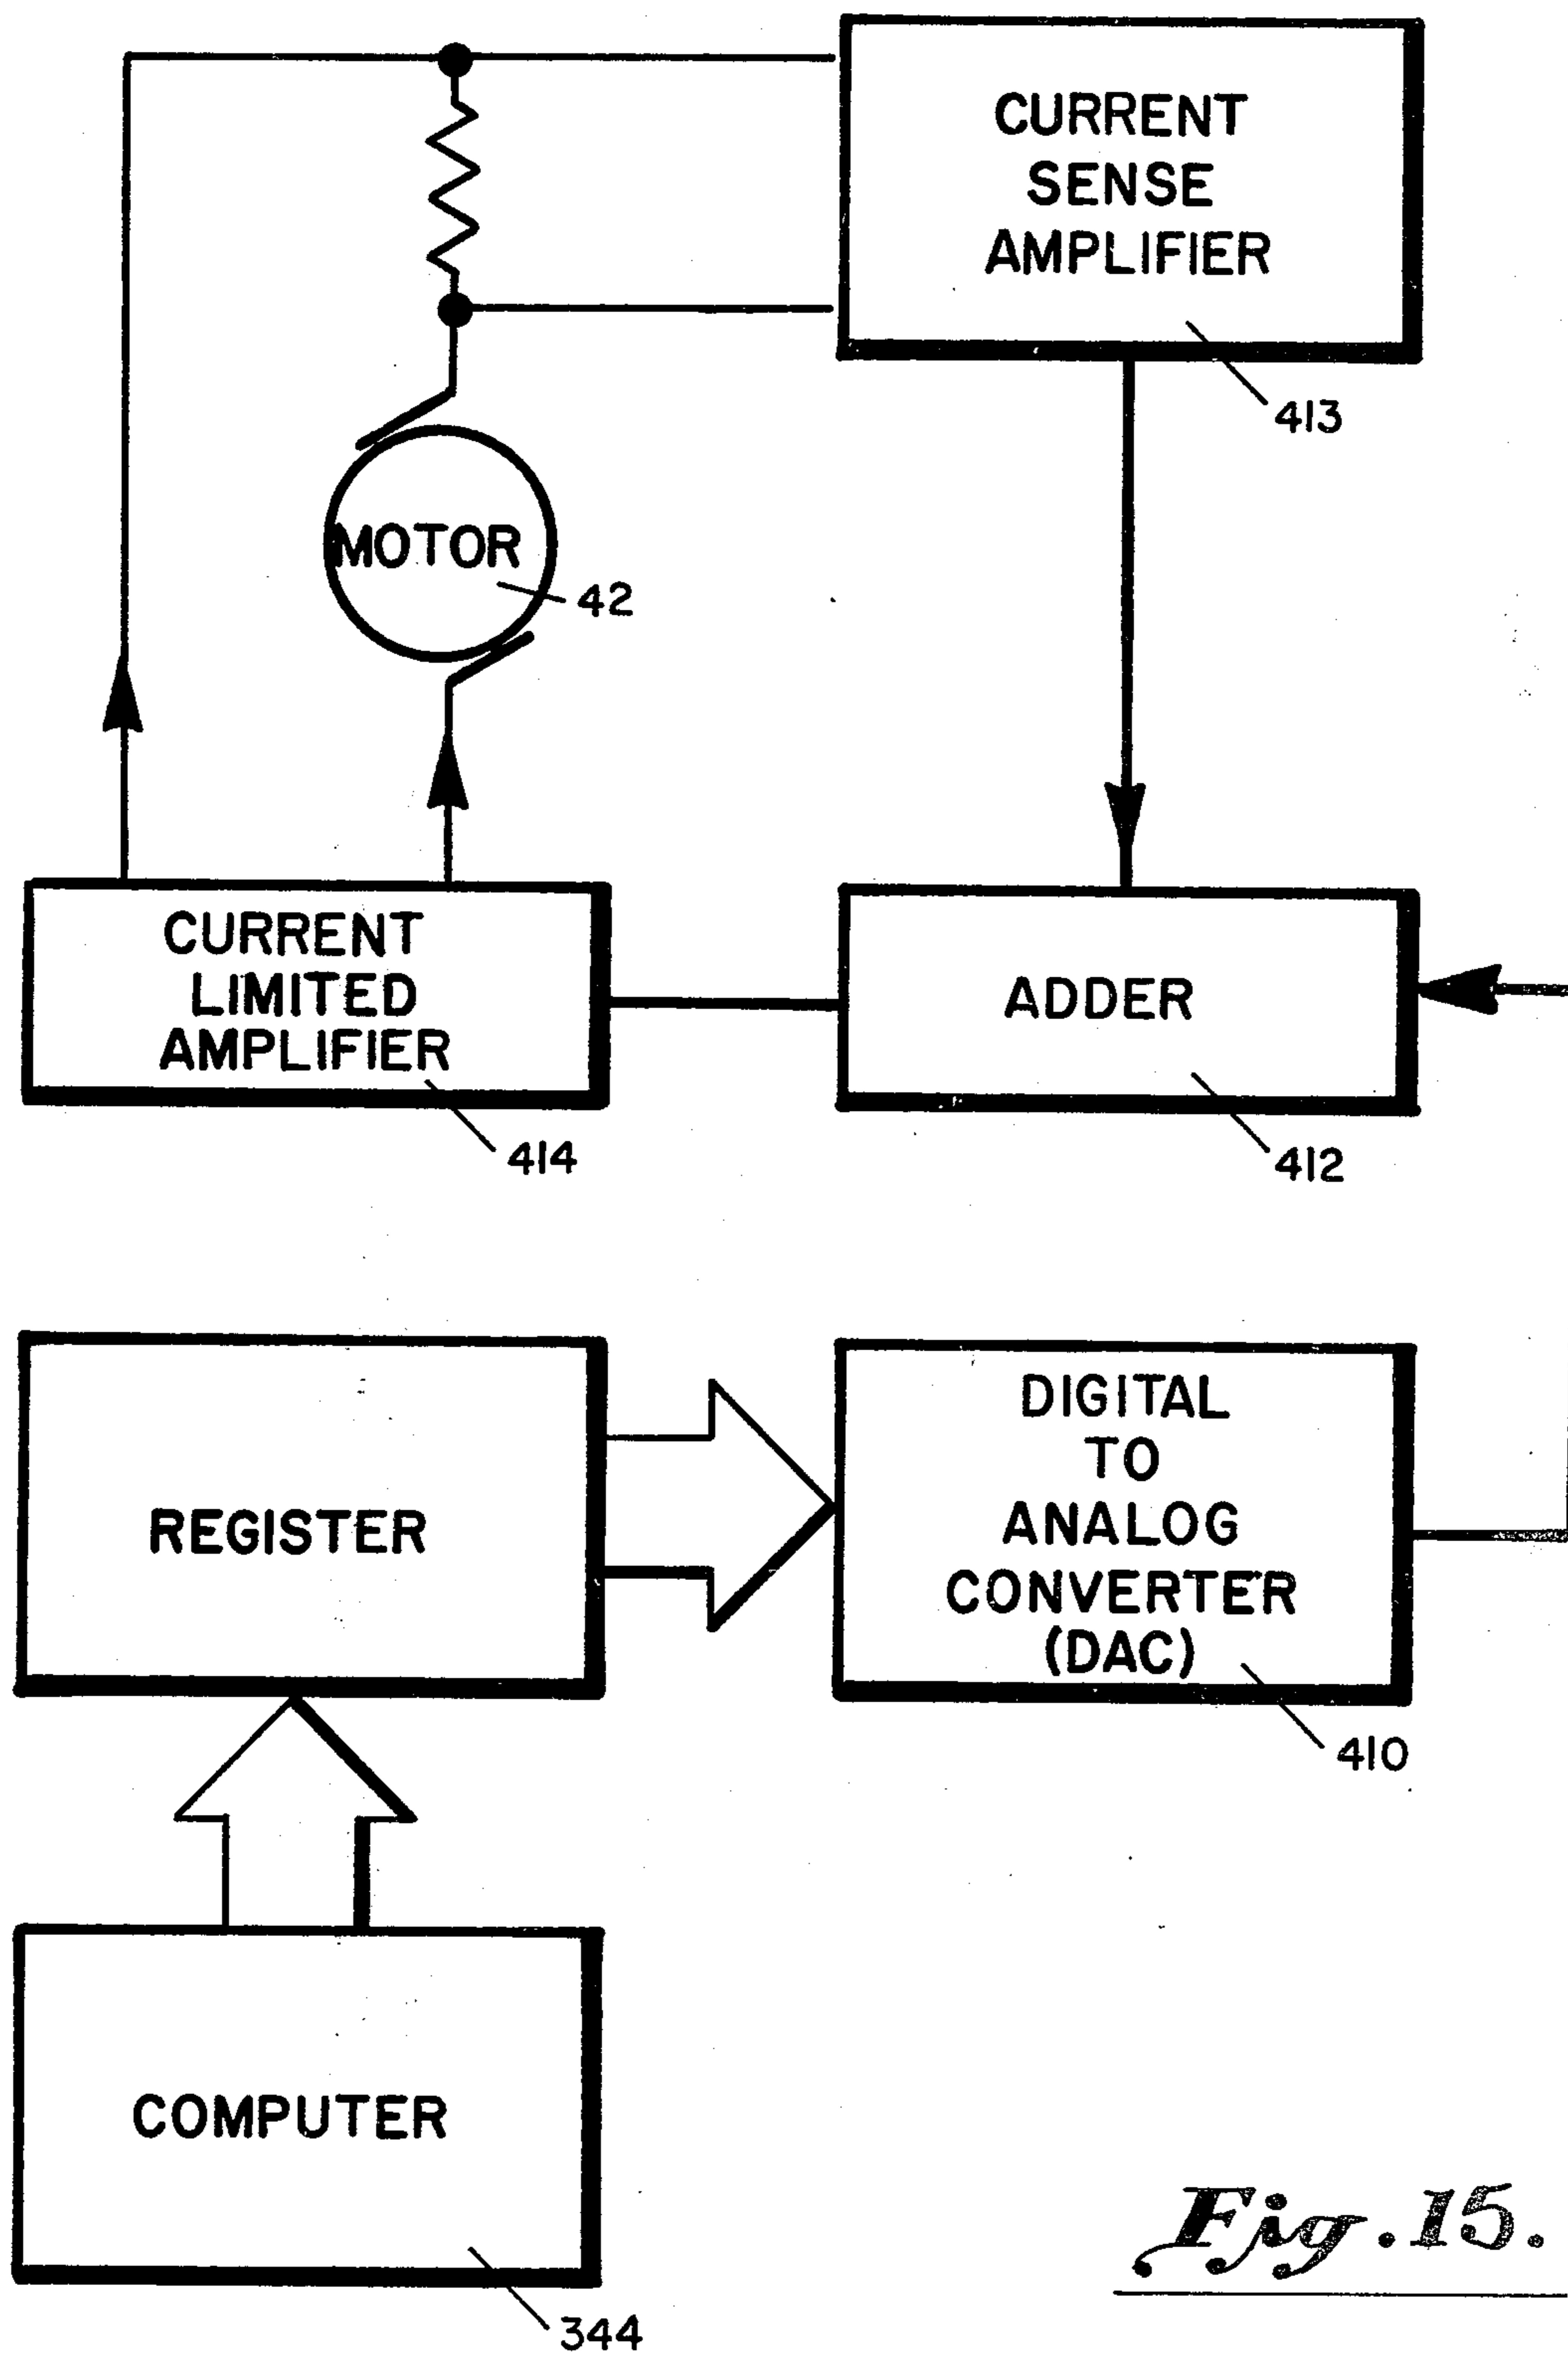 CURRENT
SENSE
AMPLIFIER
413
MOTOR
42
CURRENT
LIMITED
AMPLIFIER
414
ADDER
412
REGISTER
DIGITAL
TO
ANALOG
CONVERTER
(DAC)
410
COMPUTER
344
Fig. 15.